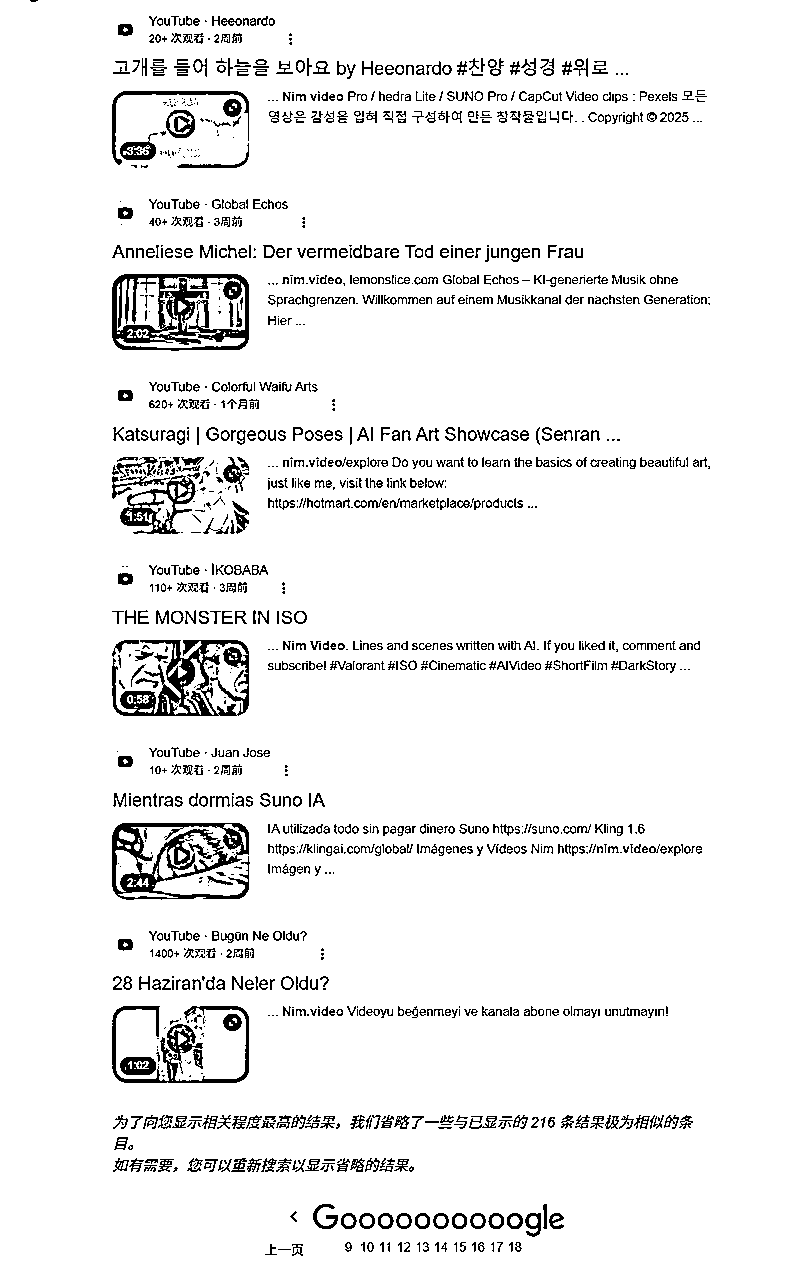 YouTube · Heeonardo
20+ 次观看 · 2周前
고개를 들어 하늘을 보아요 by Heeonardo #찬양 #성경 #위로 ...
... Nim video Pro / hedra Lite / SUNO Pro / CapCut Video clips : Pexels 모든
영상은 감성을 입혀 직접 구성하여 만든 창작물입니다. . Copyright © 2025 ...
3:36
YouTube · Global Echos
40+ 次观看 · 3周前
Anneliese Michel: Der vermeidbare Tod einer jungen Frau
... nim.video, lemonslice.com Global Echos – KI-generierte Musik ohne
Sprachgrenzen. Willkommen auf einem Musikkanal der nächsten Generation:
Hier ...
2:02
YouTube · Colorful Waifu Arts
620+ 次观看 · 1个月前
Katsuragi | Gorgeous Poses | AI Fan Art Showcase (Senran ...
... nim.video/explore Do you want to learn the basics of creating beautiful art,
just like me, visit the link below:
https://hotmart.com/en/marketplace/products ...
1:51
YouTube · İKOBABA
110+ 次观看 · 3周前
THE MONSTER IN ISO
... Nim Video. Lines and scenes written with AI. If you liked it, comment and
subscribe! #Valorant #ISO #Cinematic #AIVideo #ShortFilm #DarkStory ...
0:58
YouTube · Juan Jose
10+ 次观看 · 2周前
Mientras dormias Suno IA
IA utilizada todo sin pagar dinero Suno https://suno.com/ Kling 1.6
https://klingai.com/global/ Imágenes y Vídeos Nim https://nim.video/explore
Imágen y ...
2:44
YouTube · Bugün Ne Oldu?
1400+ 次观看 · 2周前
28 Haziran'da Neler Oldu?
... Nim.video Videoyu beğenmeyi ve kanala abone olmayı unutmayın!
1:02
为了向您显示相关程度最高的结果，我们省略了一些与已显示的 216 条结果极为相似的条
目。
如有需要，您可以重新搜索以显示省略的结果。
Goooooooooogle
上一页 9 10 11 12 13 14 15 16 17 18